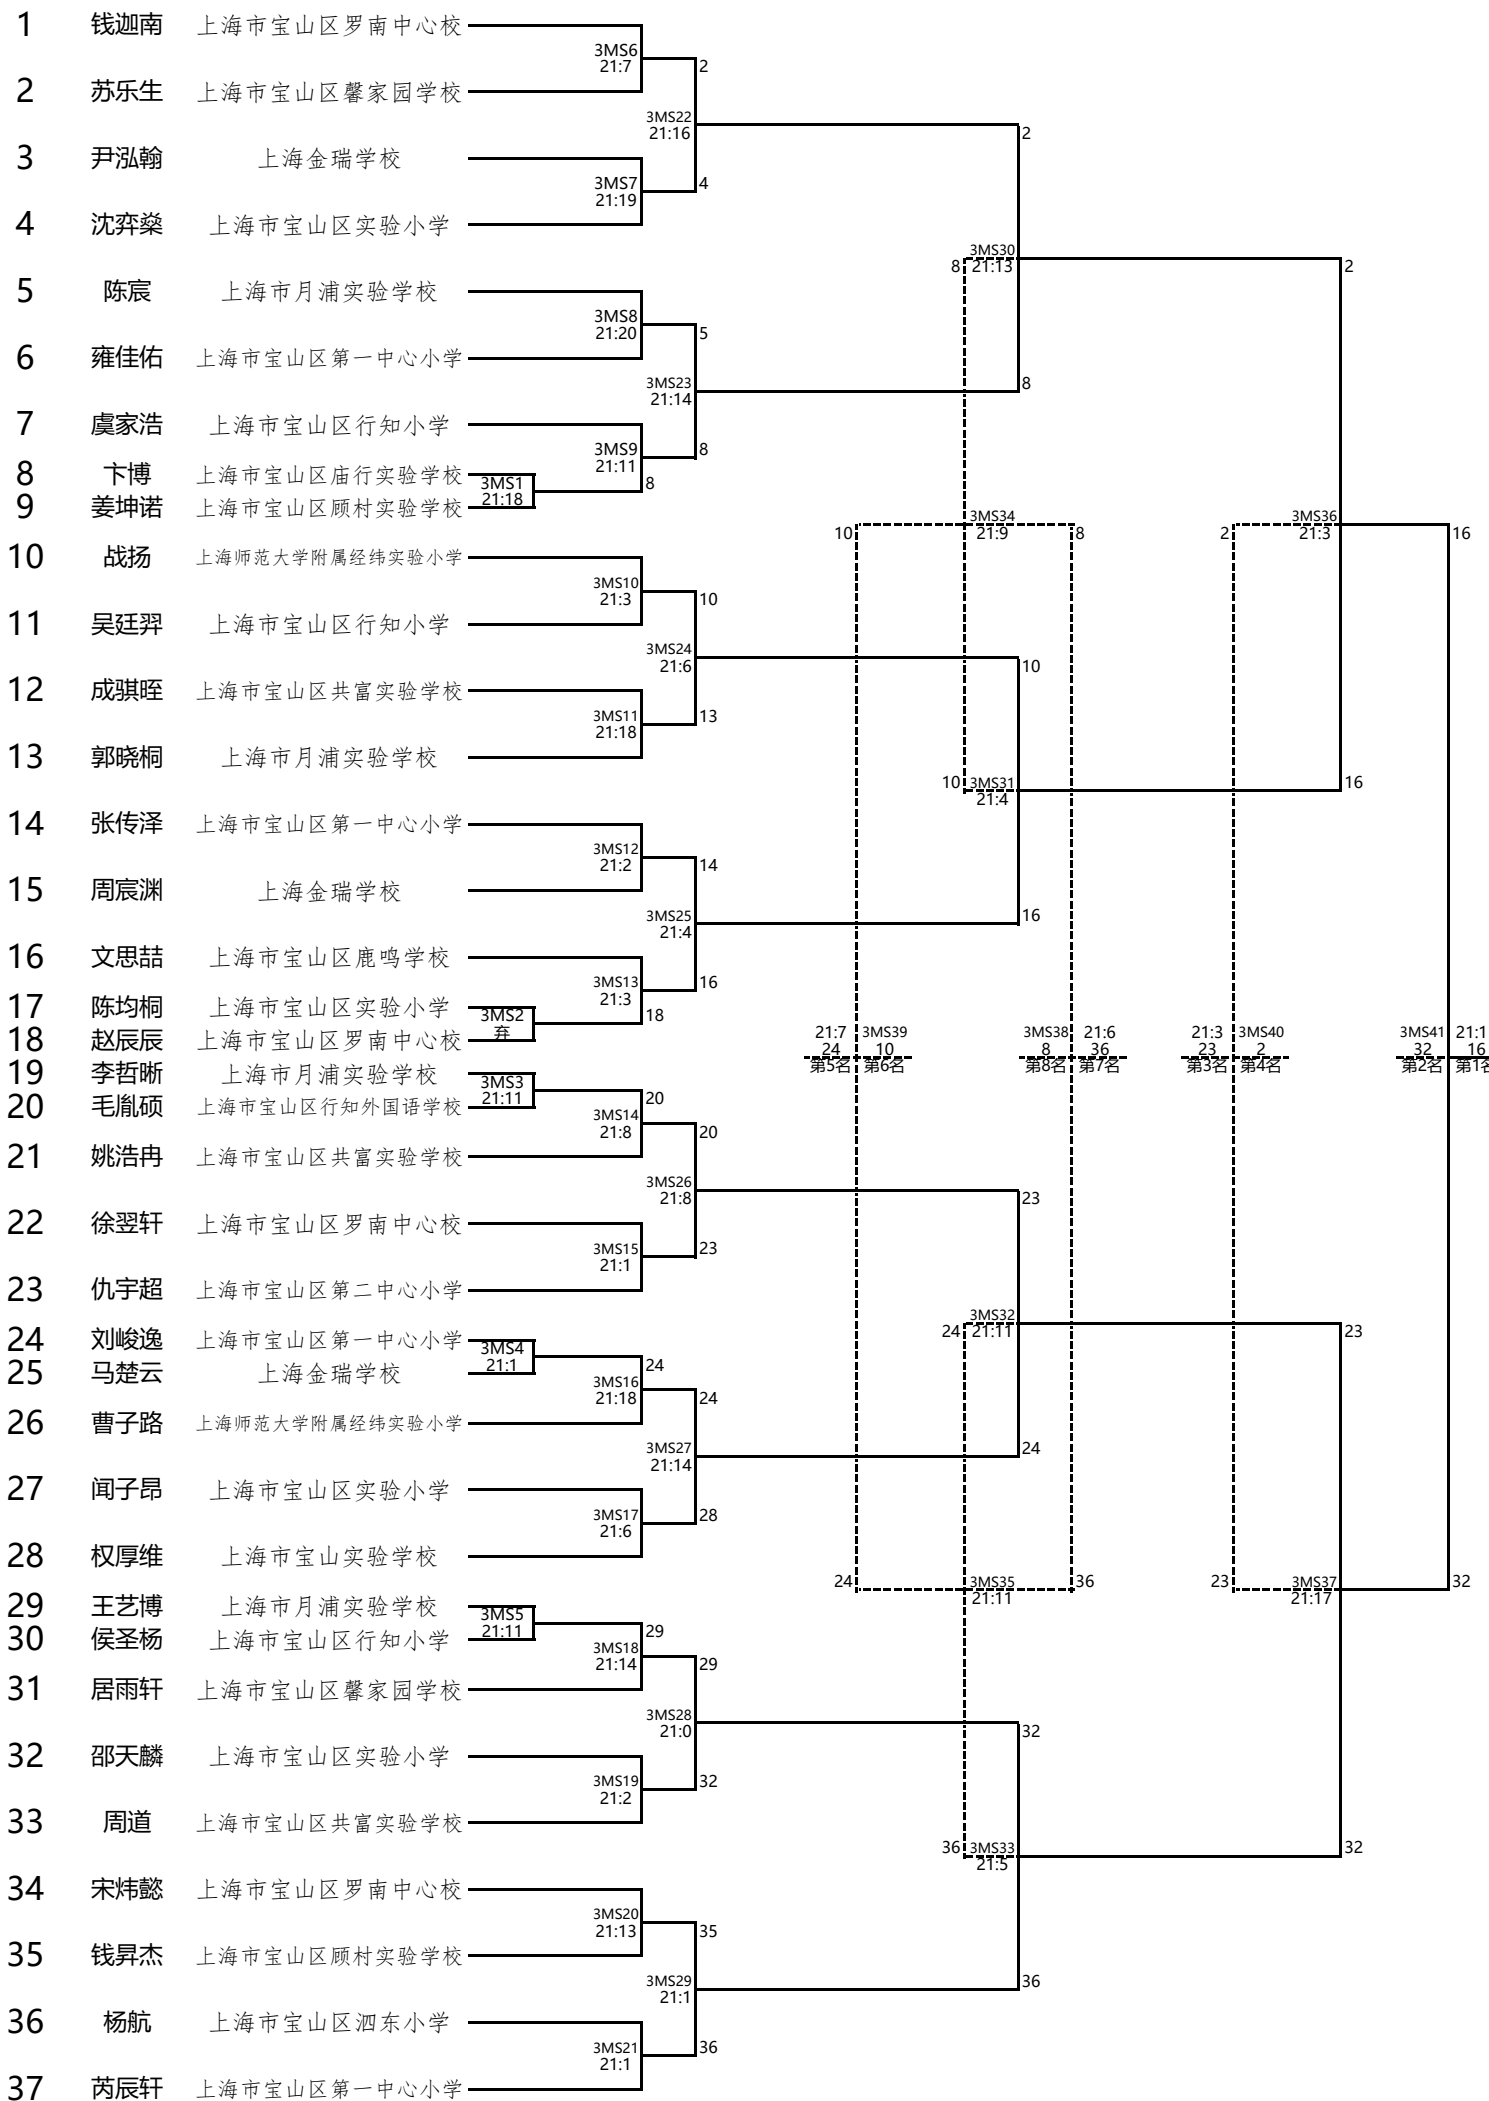 1 钱迦南 上海市宝山区罗南中心校
3MS6
21:7
2
2 苏乐生 上海市宝山区馨家园学校
3MS22
21:16
2
3 尹泓翰 上海金瑞学校
3MS7
21:19
4
4 沈弈燊 上海市宝山区实验小学
3MS30
8 21:13
2
5 陈宸 上海市月浦实验学校
3MS8
21:20
5
6 雍佳佑 上海市宝山区第一中心小学
3MS23
21:14
8
7 虞家浩 上海市宝山区行知小学
3MS9
21:11
8
8 卞博 上海市宝山区庙行实验学校
3MS1
21:18
8
9 姜坤诺 上海市宝山区顾村实验学校
10
3MS34
21:9
8
2
3MS36
21:3
16
10 战扬 上海师范大学附属经纬实验小学
3MS10
21:3
10
11 吴廷羿 上海市宝山区行知小学
3MS24
21:6
10
12 成骐晊 上海市宝山区共富实验学校
3MS11
21:18
13
13 郭晓桐 上海市月浦实验学校
10 3MS31
21:4
16
14 张传泽 上海市宝山区第一中心小学
3MS12
21:2
14
15 周宸渊 上海金瑞学校
3MS25
21:4
16
16 文思喆 上海市宝山区鹿鸣学校
3MS13
21:3
16
17 陈均桐 上海市宝山区实验小学
3MS2
弃
18
18 赵辰辰 上海市宝山区罗南中心校
21:7 3MS39
24 10
第5名 第6名
3MS38 21:6
8 36
第8名 第7名
21:3 3MS40
23 2
第3名 第4名
3MS41 21:1
32 16
第2名 第1名
19 李哲晰 上海市月浦实验学校
3MS3
21:11
20
20 毛胤硕 上海市宝山区行知外国语学校
3MS14
21:8
20
21 姚浩冉 上海市宝山区共富实验学校
3MS26
21:8
23
22 徐翌轩 上海市宝山区罗南中心校
3MS15
21:1
23
23 仇宇超 上海市宝山区第二中心小学
3MS32
24 21:11
23
24 刘峻逸 上海市宝山区第一中心小学
3MS4
21:1
24
25 马楚云 上海金瑞学校
3MS16
21:18
24
26 曹子路 上海师范大学附属经纬实验小学
3MS27
21:14
24
27 闻子昂 上海市宝山区实验小学
3MS17
21:6
28
28 权厚维 上海市宝山实验学校
24
3MS35
21:11
36
23
3MS37
21:17
32
29 王艺博 上海市月浦实验学校
3MS5
21:11
29
30 侯圣杨 上海市宝山区行知小学
3MS18
21:14
29
31 居雨轩 上海市宝山区馨家园学校
3MS28
21:0
32
32 邵天麟 上海市宝山区实验小学
3MS19
21:2
32
33 周道 上海市宝山区共富实验学校
36 3MS33
21:5
32
34 宋炜懿 上海市宝山区罗南中心校
3MS20
21:13
35
35 钱昇杰 上海市宝山区顾村实验学校
3MS29
21:1
36
36 杨航 上海市宝山区泗东小学
3MS21
21:1
36
37 芮辰轩 上海市宝山区第一中心小学